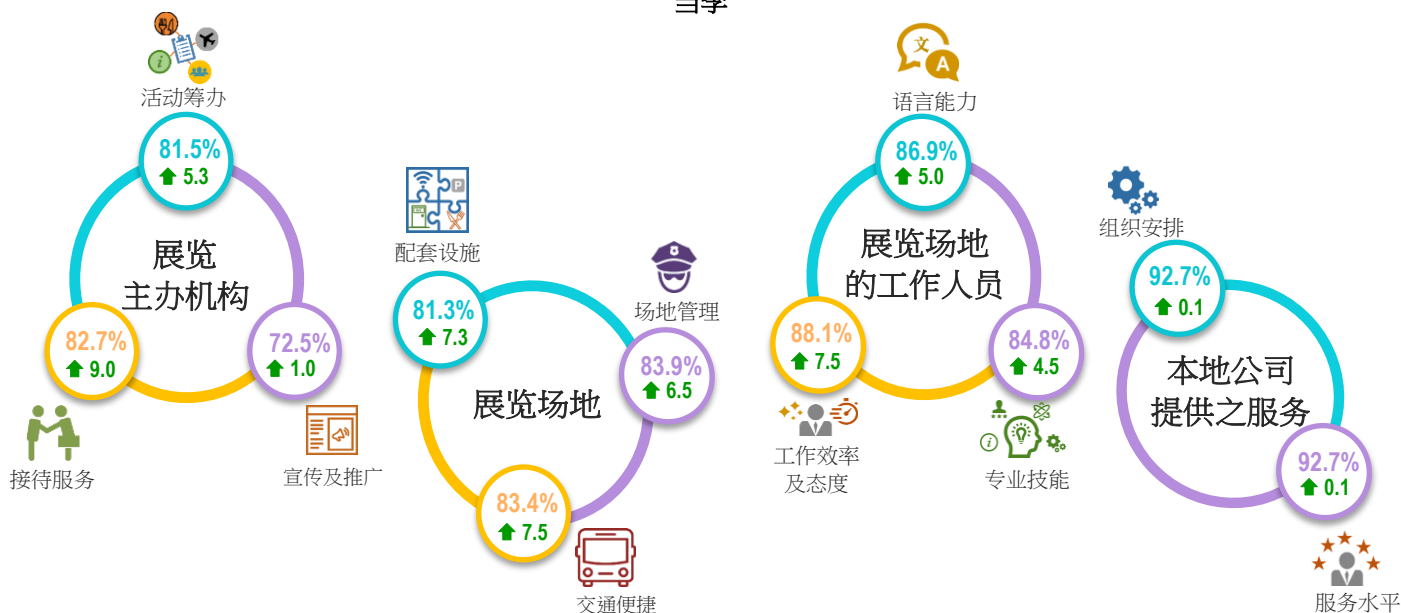 当季
活动筹办
81.5%
5.3
展览
主办机构
82.7%
9.0
72.5%
1.0
接待服务
宣传及推广
配套设施
81.3%
7.3
场地管理
83.9%
6.5
展览场地
83.4%
7.5
交通便捷
文
A
语言能力
86.9%
5.0
展览场地
的工作人员
88.1%
7.5
84.8%
4.5
工作效率
及态度
专业技能
组织安排
92.7%
0.1
本地公司
提供之服务
92.7%
0.1
服务水平